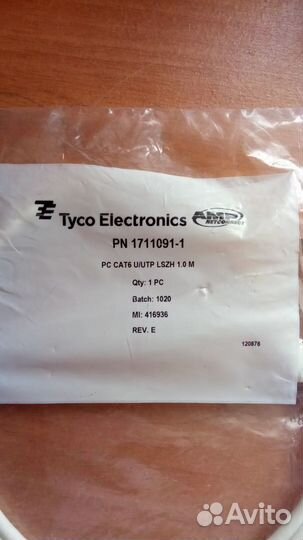 Tyco Electronics
AMP
NETCONNECT
PN 1711091-1
PC CAT6 U/UTP LSZH 1.0 M
Qty: 1 PC
Batch: 1020
MI: 416936
REV. E
120876
Avito